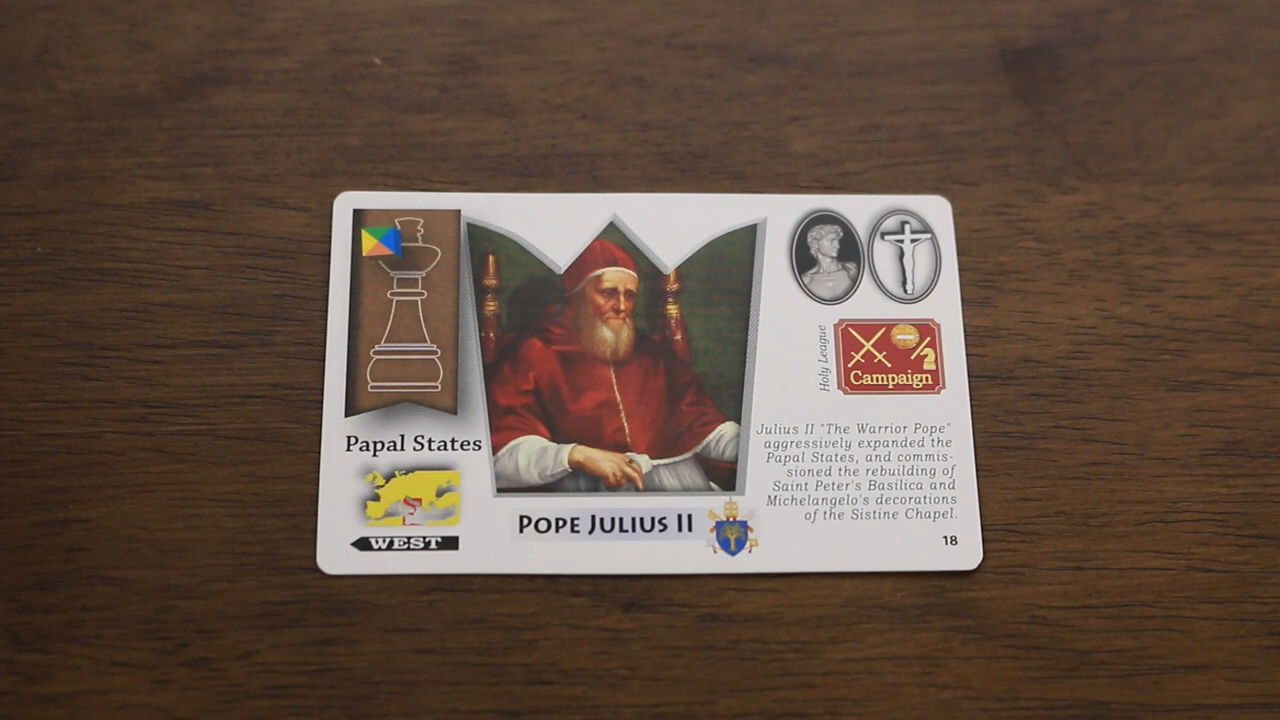 Papal States
WEST
POPE JULIUS II
Holy League
Campaign
Julius II "The Warrior Pope"
aggressively expanded the
Papal States, and commis-
sioned the rebuilding of
Saint Peter's Basilica and
Michelangelo's decorations
of the Sistine Chapel.
18